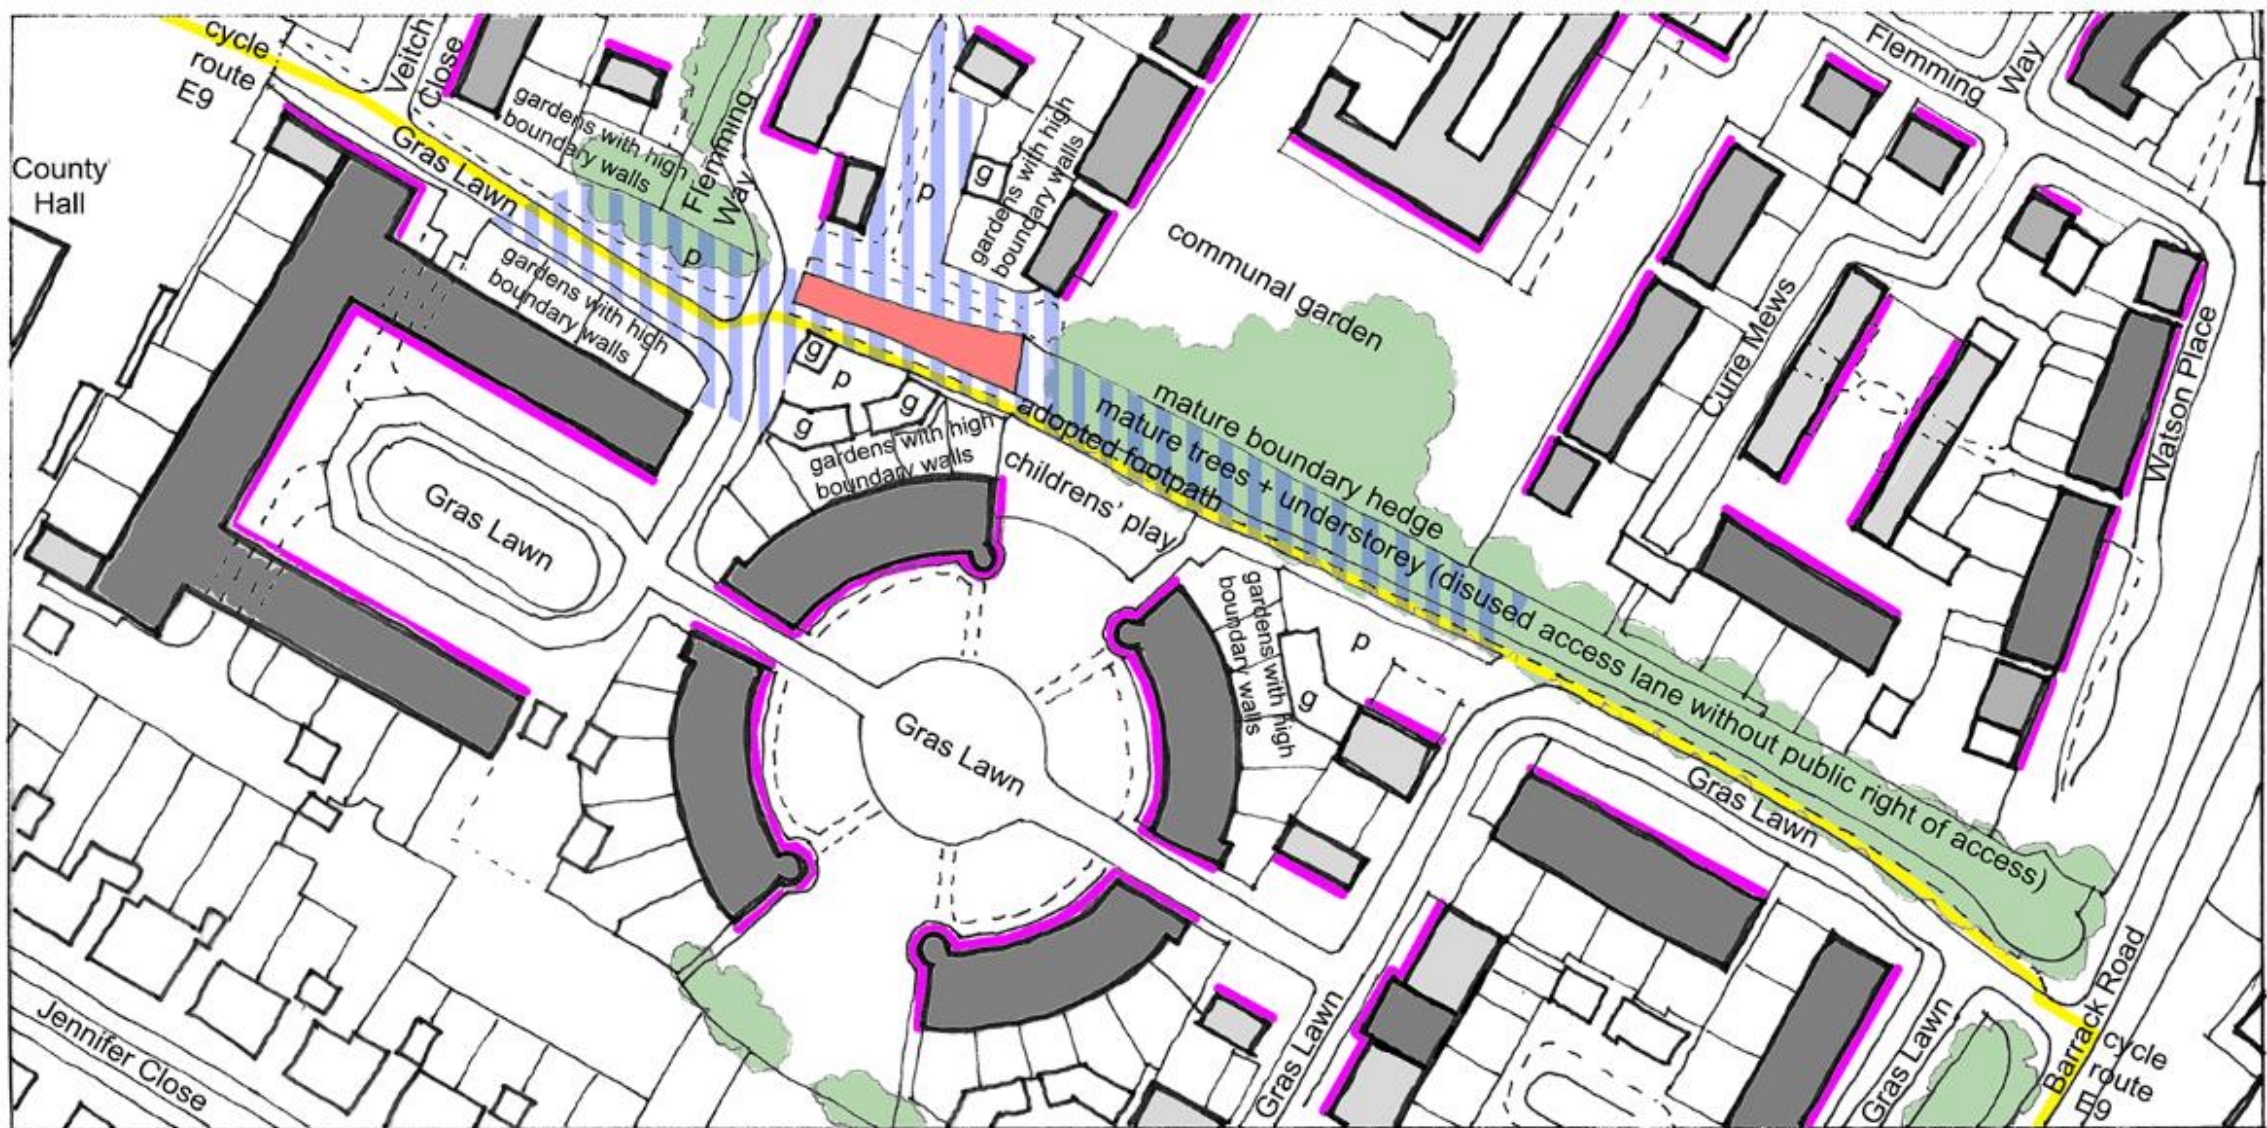 cycle
route
E9
Veitch
Close
Flemming
Way
County
Hall
Gras Lawn
gardens with high
boundary walls
Flemming
Way
p
p
g
gardens with high
boundary walls
communal garden
gardens with high
boundary walls
g
p
g
g
gardens with high
boundary walls
Gras Lawn
childrens' play
adopted footpath
mature boundary hedge
mature trees + understorey (disused access lane without public right of access)
Curie Mews
Watson Place
gardens with high
boundary walls
p
g
Gras Lawn
Gras Lawn
Jennifer Close
Gras Lawn
Gras Lawn
Barrack Road
cycle
route
E9